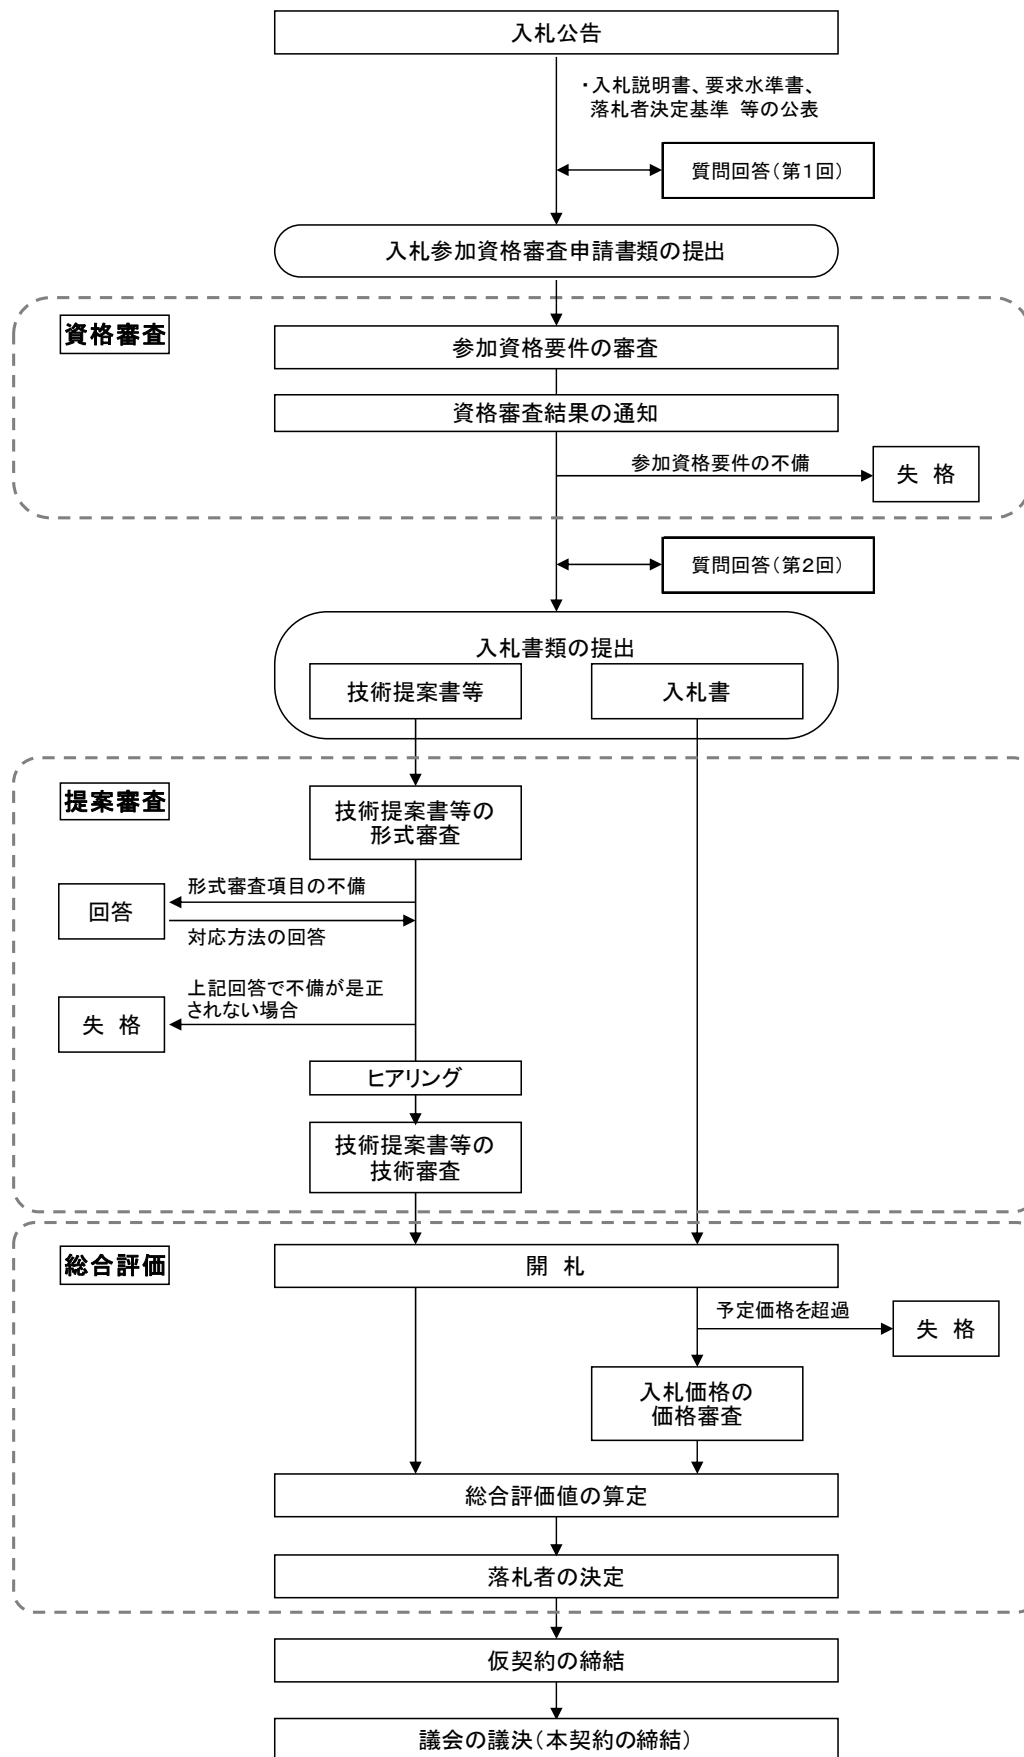 入札公告
・入札説明書、要求水準書、
落札者決定基準 等の公表
質問回答（第１回）
入札参加資格審査申請書類の提出
資格審査
参加資格要件の審査
資格審査結果の通知
参加資格要件の不備
失 格
質問回答（第２回）
入札書類の提出
技術提案書等
入札書
提案審査
技術提案書等の
形式審査
形式審査項目の不備
回答
対応方法の回答
上記回答で不備が是正
されない場合
失 格
ヒアリング
技術提案書等の
技術審査
総合評価
開 札
予定価格を超過
失 格
入札価格の
価格審査
総合評価値の算定
落札者の決定
仮契約の締結
議会の議決（本契約の締結）